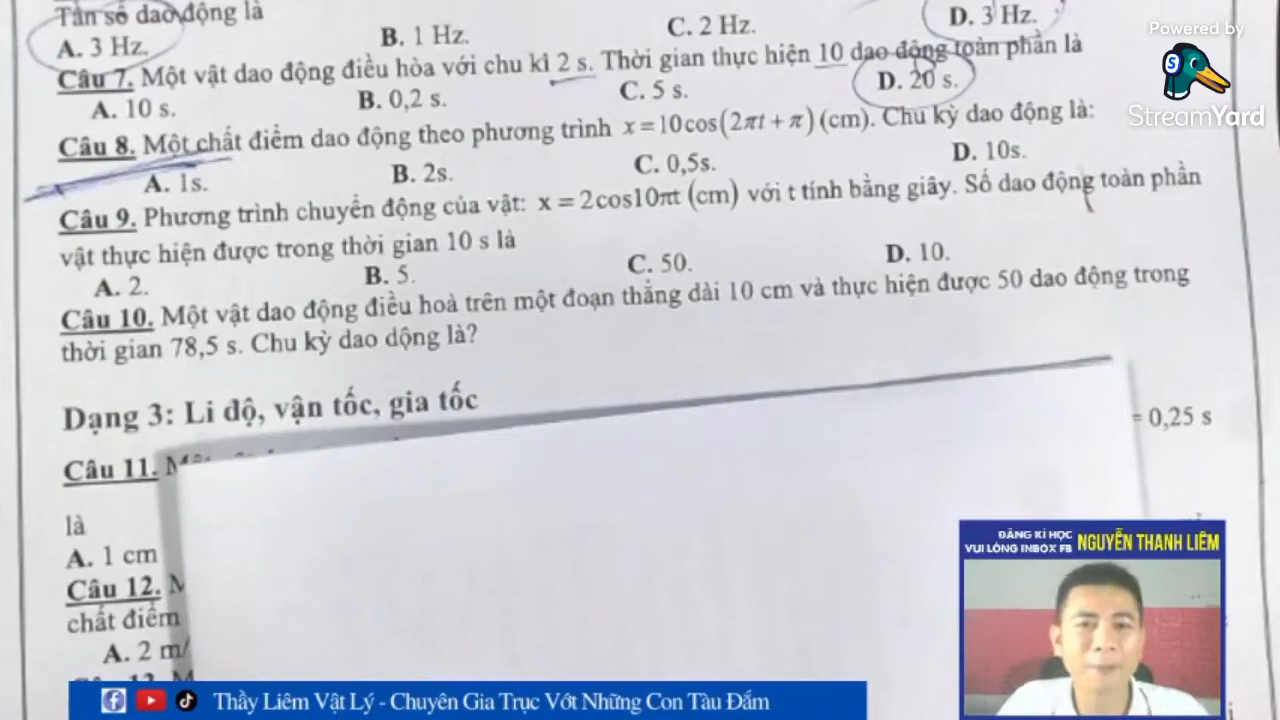 Tần số dao động là
A. 3 Hz. B. 1 Hz. C. 2 Hz. D. 3 Hz.
Câu 7. Một vật dao động điều hòa với chu kì 2 s. Thời gian thực hiện 10 dao động toàn phần là
A. 10 s. B. 0,2 s. C. 5 s. D. 20 s.
Câu 8. Một chất điểm dao động theo phương trình x = 10cos(2πt + π) (cm). Chu kỳ dao động là:
A. 1s. B. 2s. C. 0,5s. D. 10s.
Câu 9. Phương trình chuyển động của vật: x = 2cos10πt (cm) với t tính bằng giây. Số dao động toàn phần
vật thực hiện được trong thời gian 10 s là
A. 2. B. 5. C. 50. D. 10.
Câu 10. Một vật dao động điều hoà trên một đoạn thẳng dài 10 cm và thực hiện được 50 dao động trong
thời gian 78,5 s. Chu kỳ dao dộng là?
Dạng 3: Li độ, vận tốc, gia tốc
Câu 11. = 0,25 s
là
A. 1 cm
Câu 12. M
chất điểm
A. 2 m/
Powered by
StreamYard
ĐĂNG KÍ HỌC
VUI LÒNG INBOX FB NGUYỄN THANH LIÊM
Thầy Liêm Vật Lý - Chuyên Gia Trục Vớt Những Con Tàu Đắm